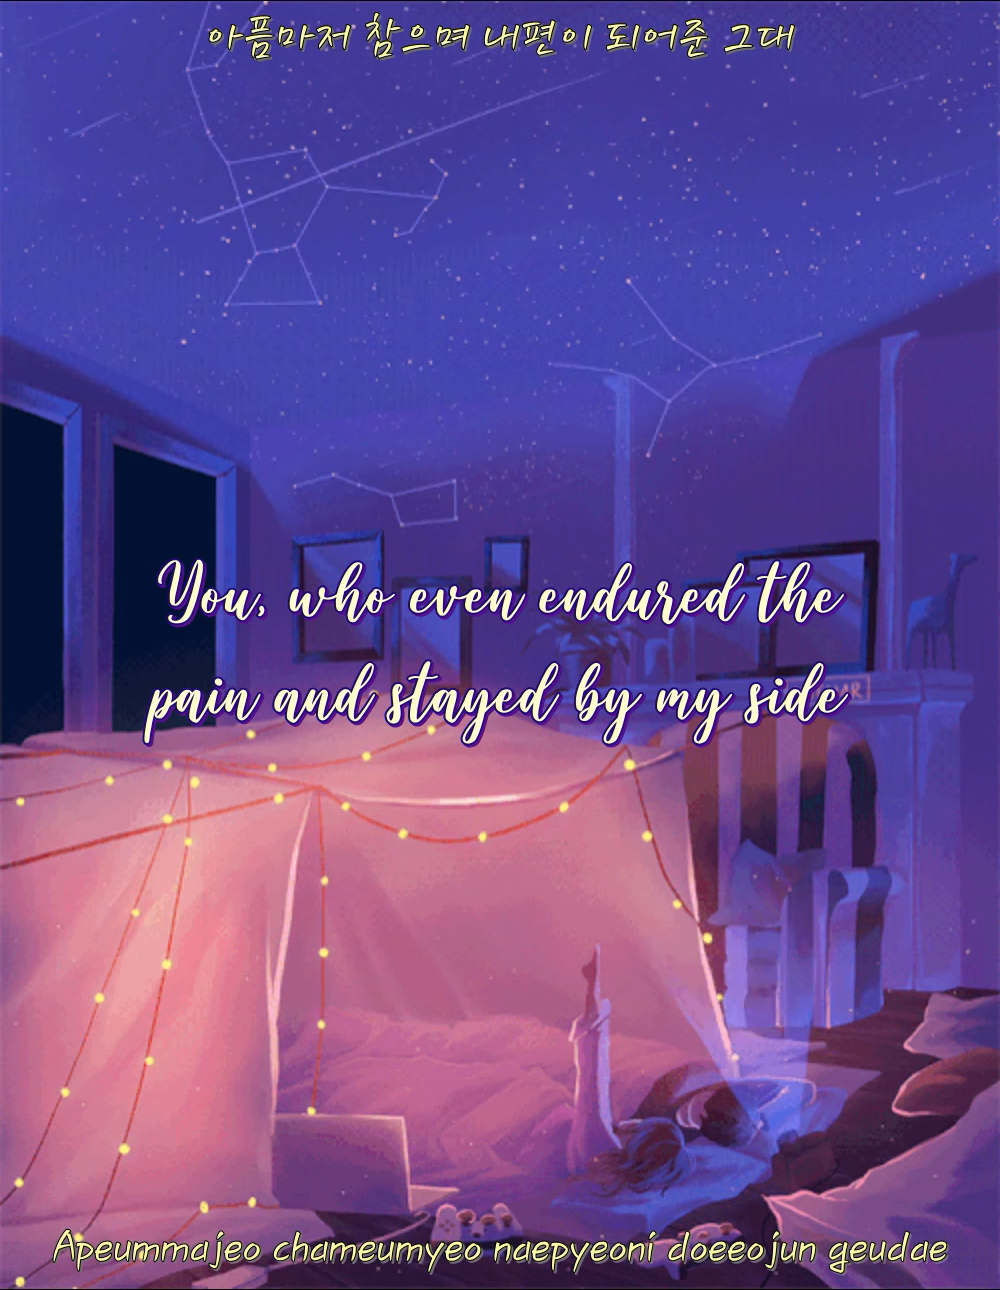 아픔마저 참으며 내편이 되어준 그대
You, who even endured the
pain and stayed by my side
Apeummajeo chameumyeo naepyeoni doeeojun geudae